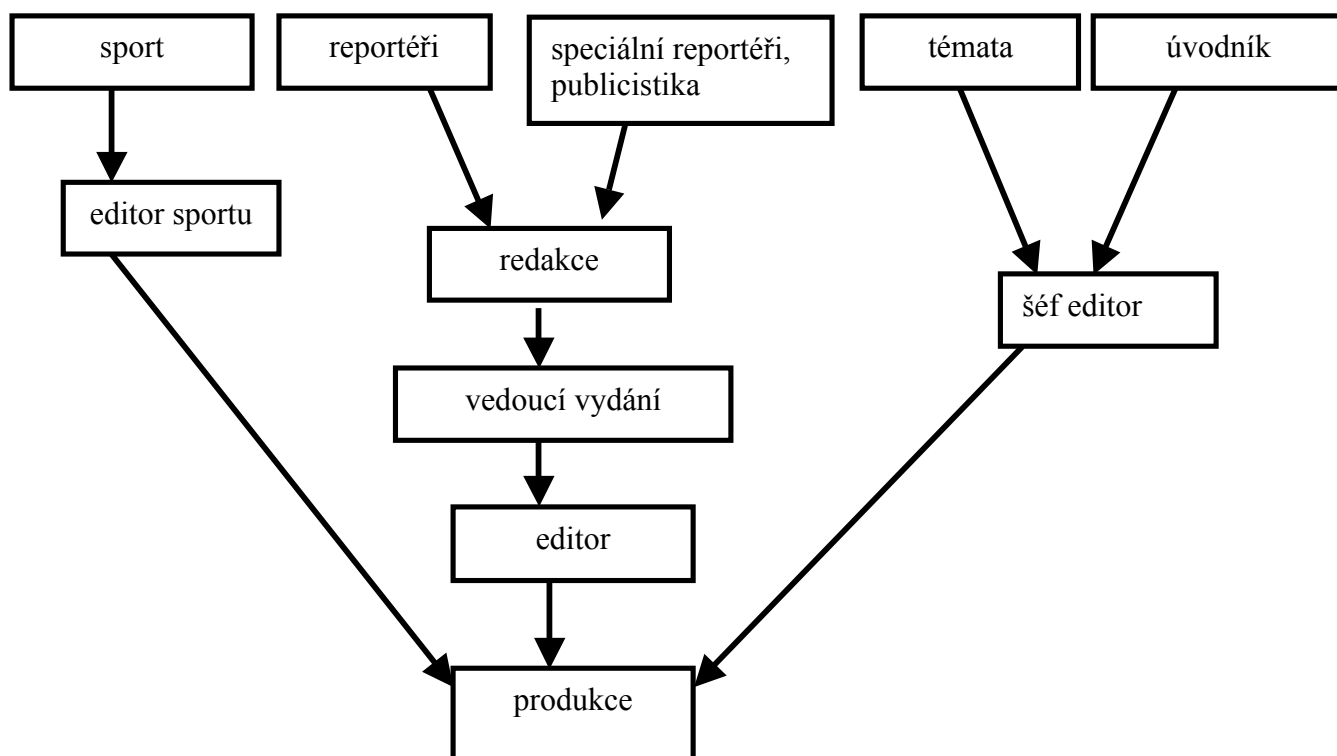 sport
reportéři
speciální reportéři,
publicistika
témata
úvodník
editor sportu
redakce
šéf editor
vedoucí vydání
editor
produkce